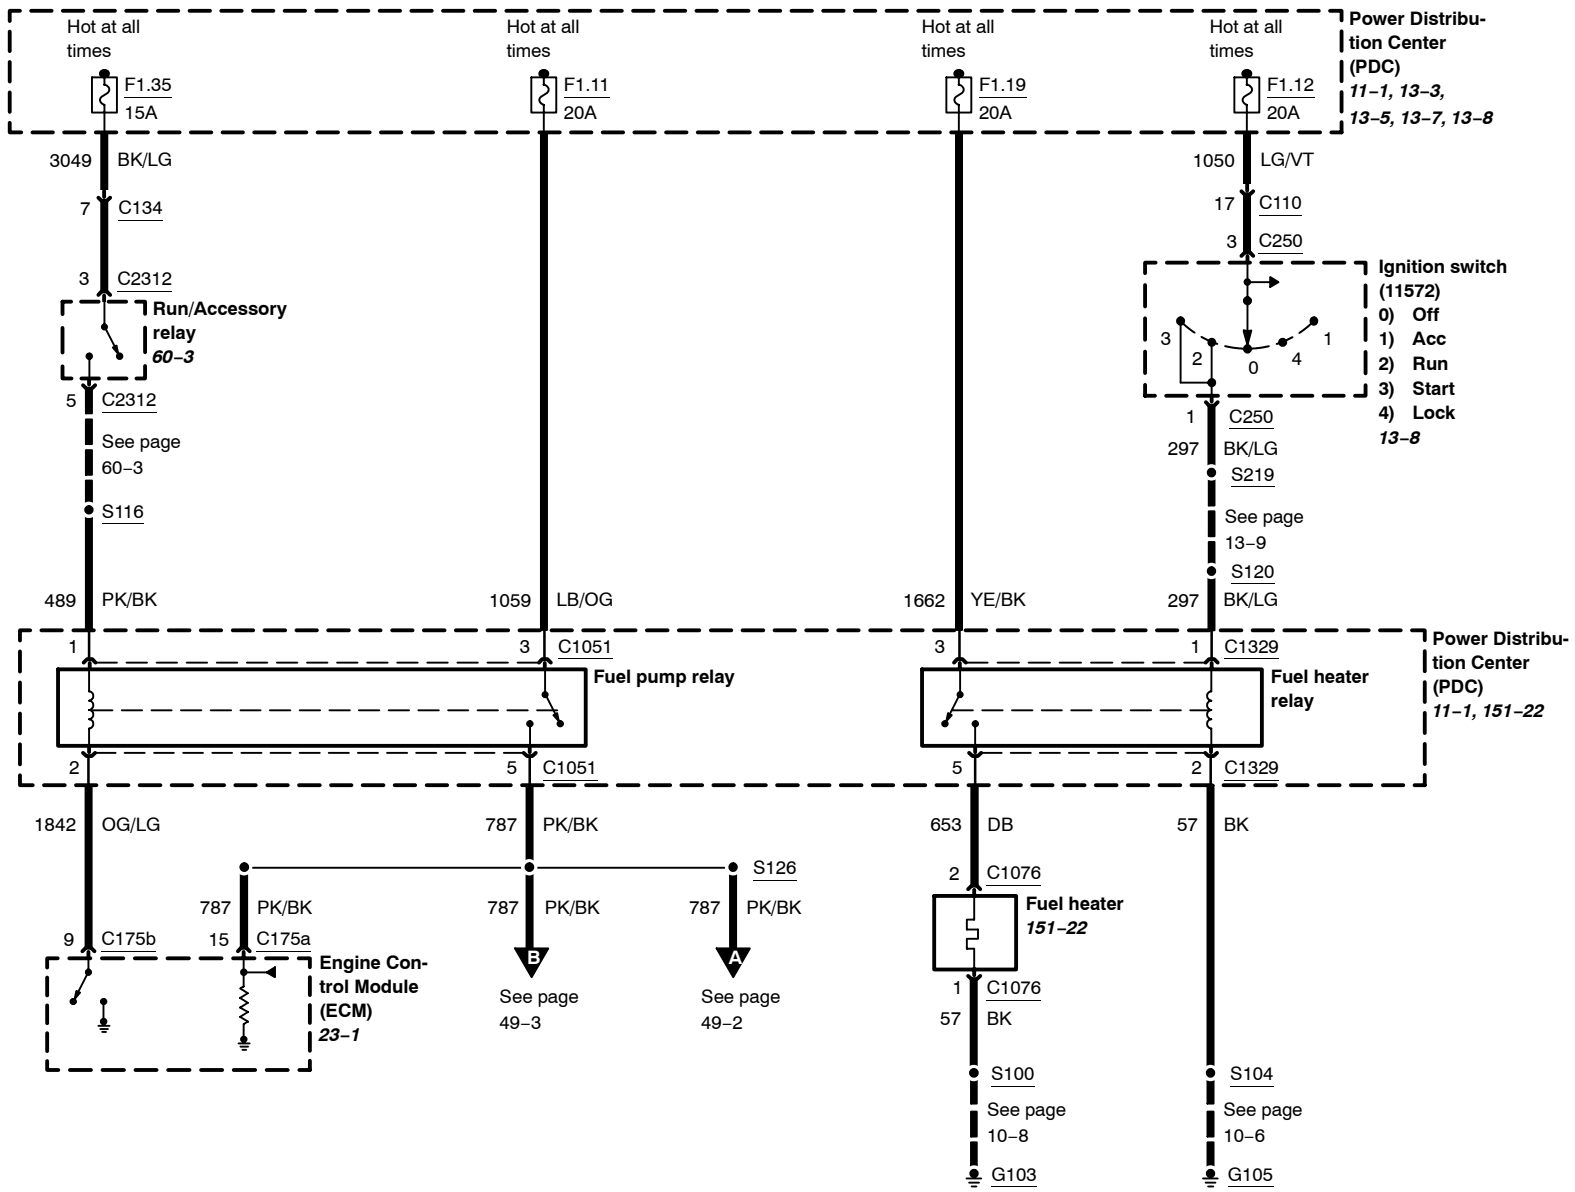 Hot at all
times
Hot at all
times
Hot at all
times
Hot at all
times
Power Distribu-
tion Center
(PDC)
11–1, 13–3,
13–5, 13–7, 13–8
F1.35
15A
F1.11
20A
F1.19
20A
F1.12
20A
3049 BK/LG
1050 LG/VT
7 C134
17 C110
3 C250
3 C2312
Run/Accessory
relay
60–3
Ignition switch
(11572)
0) Off
1) Acc
2) Run
3) Start
4) Lock
13–8
3
2
0
4
1
5 C2312
See page
60–3
S116
1 C250
297 BK/LG
S219
See page
13–9
S120
489 PK/BK
1059 LB/OG
1662 YE/BK
297 BK/LG
1
3 C1051
3
1 C1329
Fuel pump relay
Fuel heater
relay
Power Distribu-
tion Center
(PDC)
11–1, 151–22
2
5 C1051
5
2 C1329
1842 OG/LG
787 PK/BK
653 DB
57 BK
S126
787 PK/BK
787 PK/BK
787 PK/BK
2 C1076
Fuel heater
151–22
9 C175b
15 C175a
B
A
Engine Con-
trol Module
(ECM)
23–1
See page
49–3
See page
49–2
1 C1076
57 BK
S100
See page
10–8
G103
S104
See page
10–6
G105